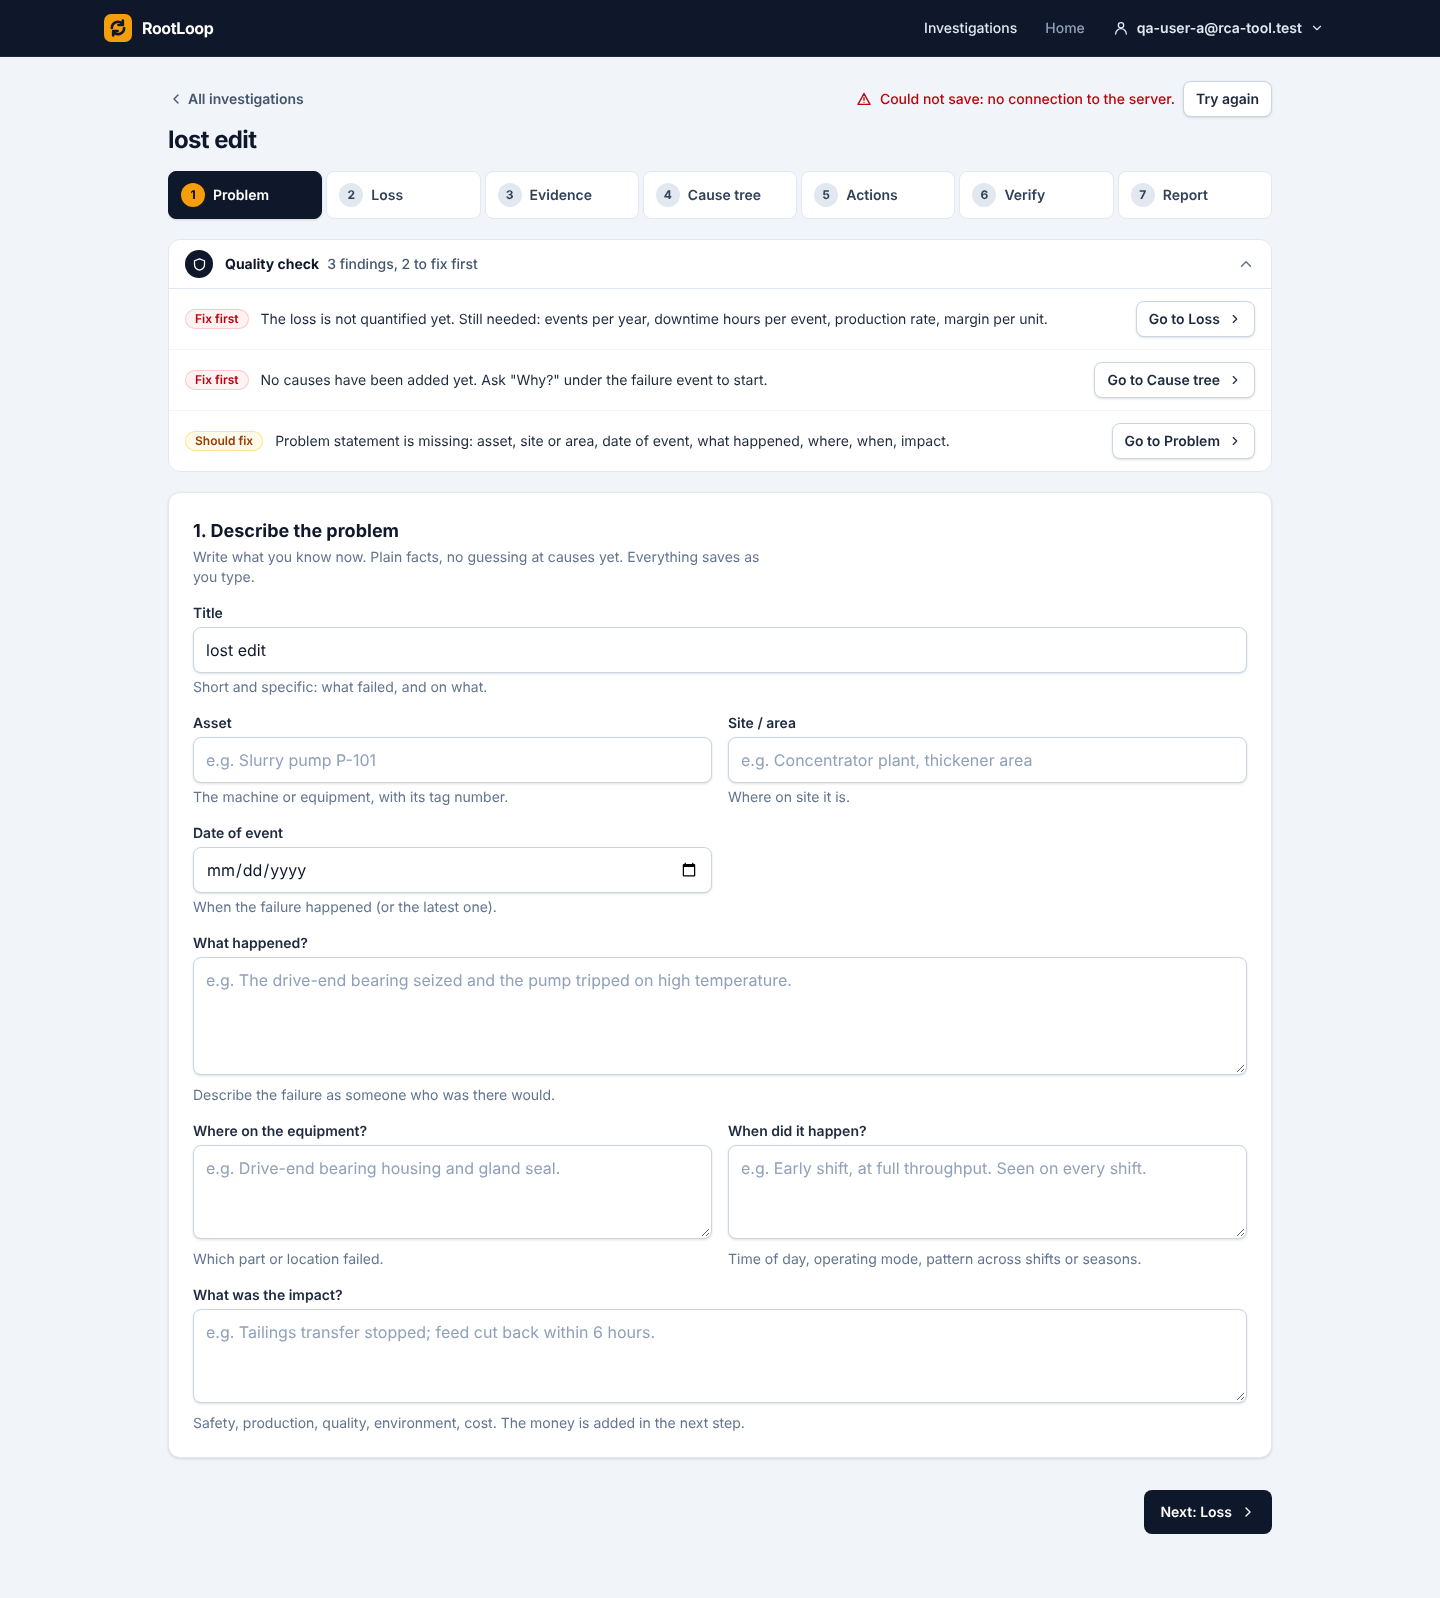 RootLoop
Investigations
Home
qa-user-a@rca-tool.test
All investigations
Could not save: no connection to the server.
Try again
lost edit
1 Problem
2 Loss
3 Evidence
4 Cause tree
5 Actions
6 Verify
7 Report
Quality check 3 findings, 2 to fix first
Fix first The loss is not quantified yet. Still needed: events per year, downtime hours per event, production rate, margin per unit.
Go to Loss
Fix first No causes have been added yet. Ask "Why?" under the failure event to start.
Go to Cause tree
Should fix Problem statement is missing: asset, site or area, date of event, what happened, where, when, impact.
Go to Problem
1. Describe the problem
Write what you know now. Plain facts, no guessing at causes yet. Everything saves as
you type.
Title
lost edit
Short and specific: what failed, and on what.
Asset
e.g. Slurry pump P-101
The machine or equipment, with its tag number.
Site / area
e.g. Concentrator plant, thickener area
Where on site it is.
Date of event
mm/dd/yyyy
When the failure happened (or the latest one).
What happened?
e.g. The drive-end bearing seized and the pump tripped on high temperature.
Describe the failure as someone who was there would.
Where on the equipment?
e.g. Drive-end bearing housing and gland seal.
Which part or location failed.
When did it happen?
e.g. Early shift, at full throughput. Seen on every shift.
Time of day, operating mode, pattern across shifts or seasons.
What was the impact?
e.g. Tailings transfer stopped; feed cut back within 6 hours.
Safety, production, quality, environment, cost. The money is added in the next step.
Next: Loss